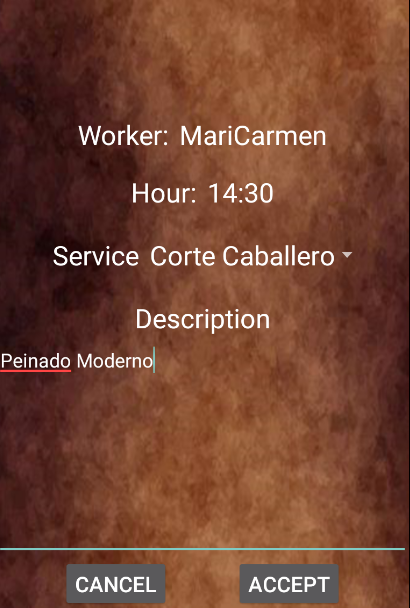 Worker: MariCarmen
Hour: 14:30
Service Corte Caballero
Description
Peinado Moderno
CANCEL ACCEPT